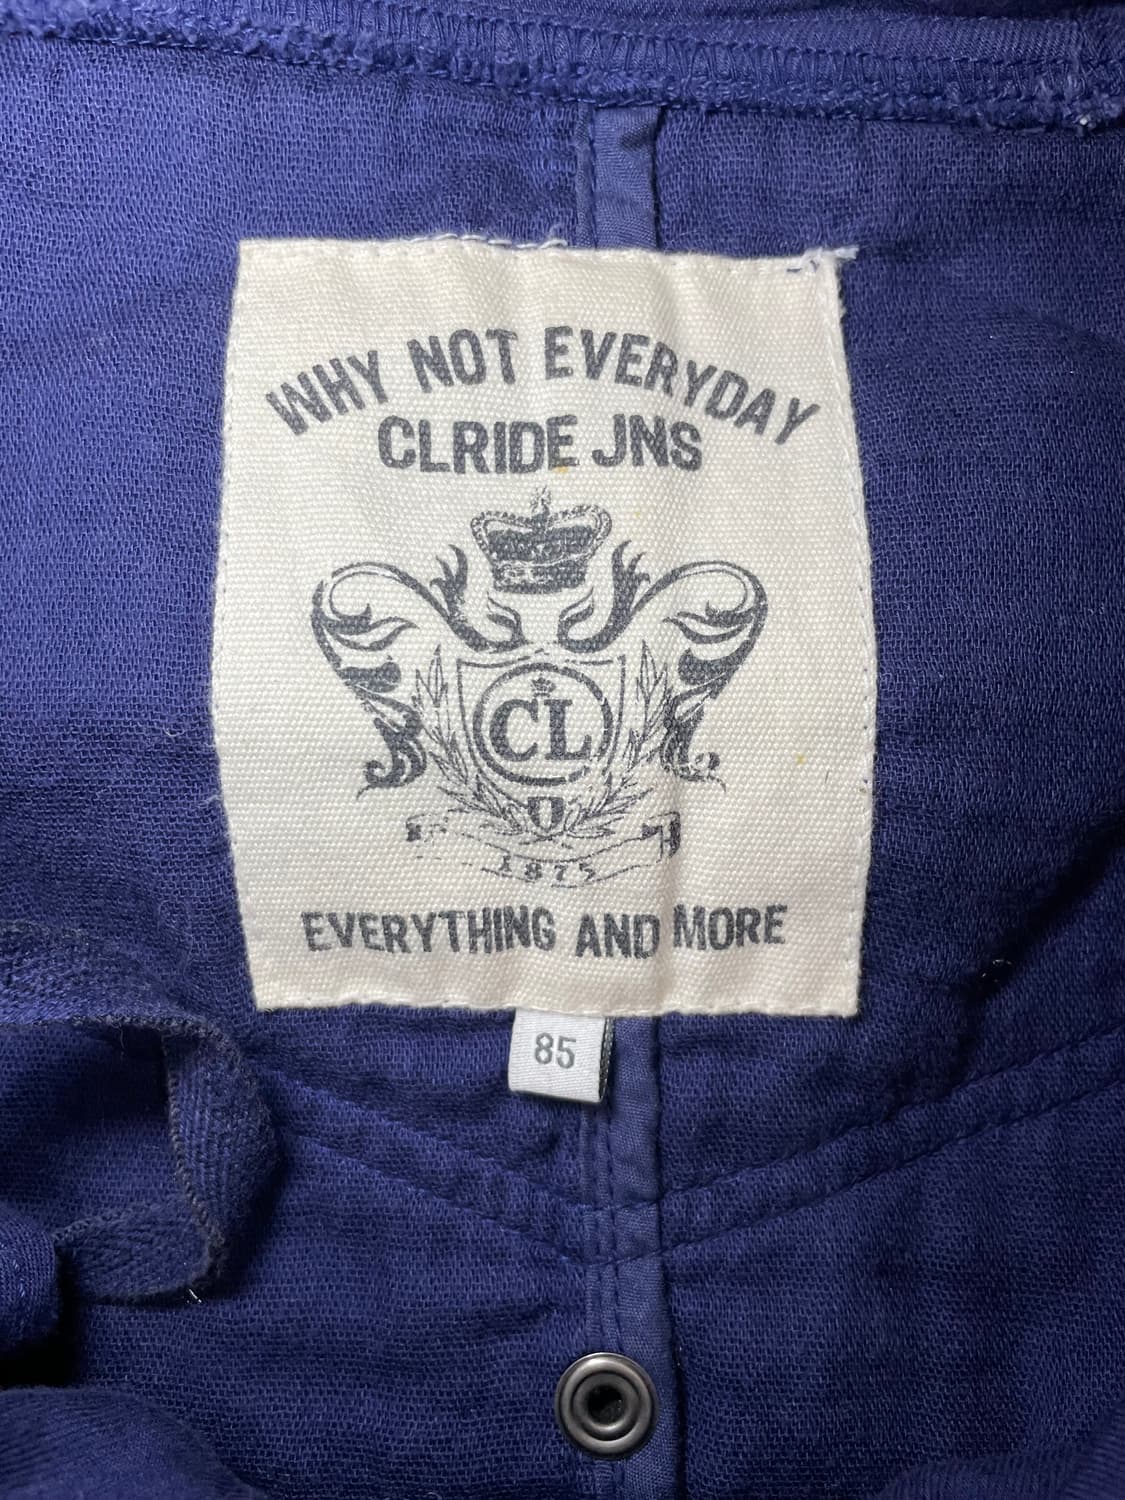 WHY NOT EVERYDAY
CLRIDE JNS
CL
1875
EVERYTHING AND MORE
85